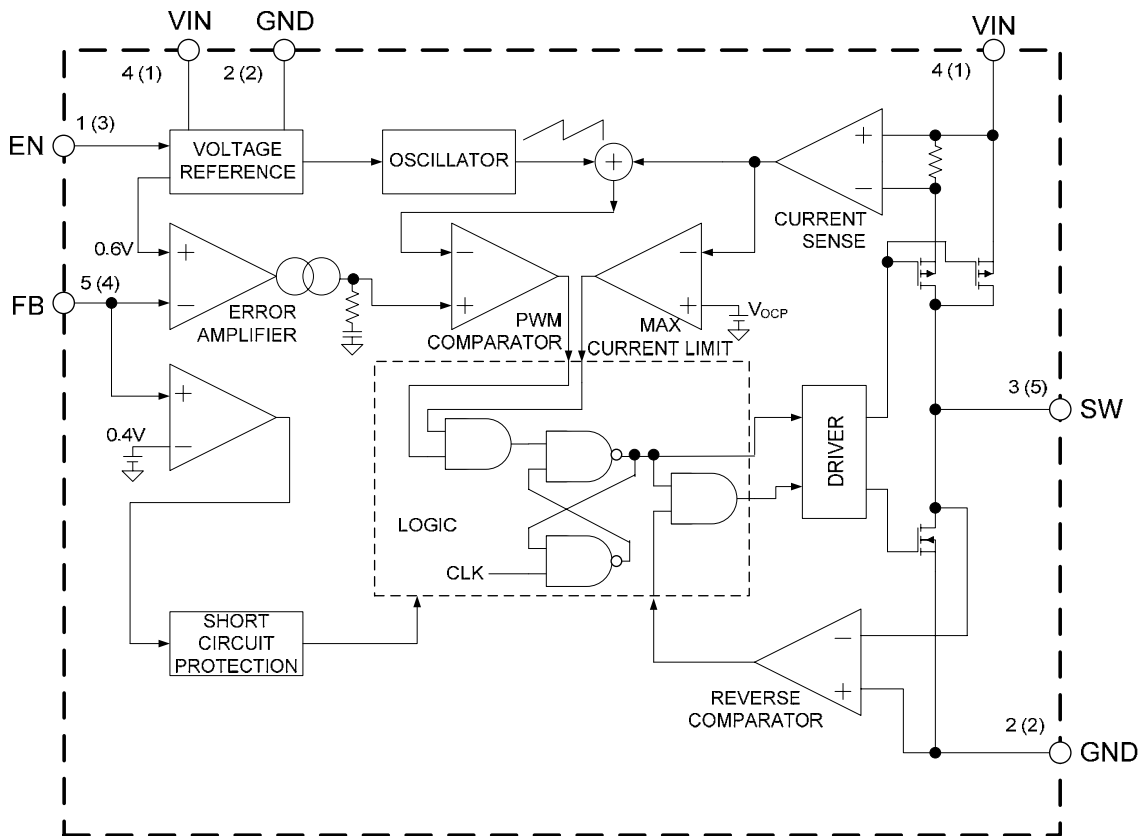 VIN
GND
VIN
4 (1)
2 (2)
4 (1)
1 (3)
EN
VOLTAGE
REFERENCE
OSCILLATOR
+
+
−
CURRENT
SENSE
0.6V
+
−
5 (4)
FB
ERROR
AMPLIFIER
−
+
PWM
COMPARATOR
−
+
VOCP
MAX
CURRENT LIMIT
+
−
0.4V
3 (5)
SW
DRIVER
LOGIC
CLK
SHORT
CIRCUIT
PROTECTION
−
+
REVERSE
COMPARATOR
2 (2)
GND